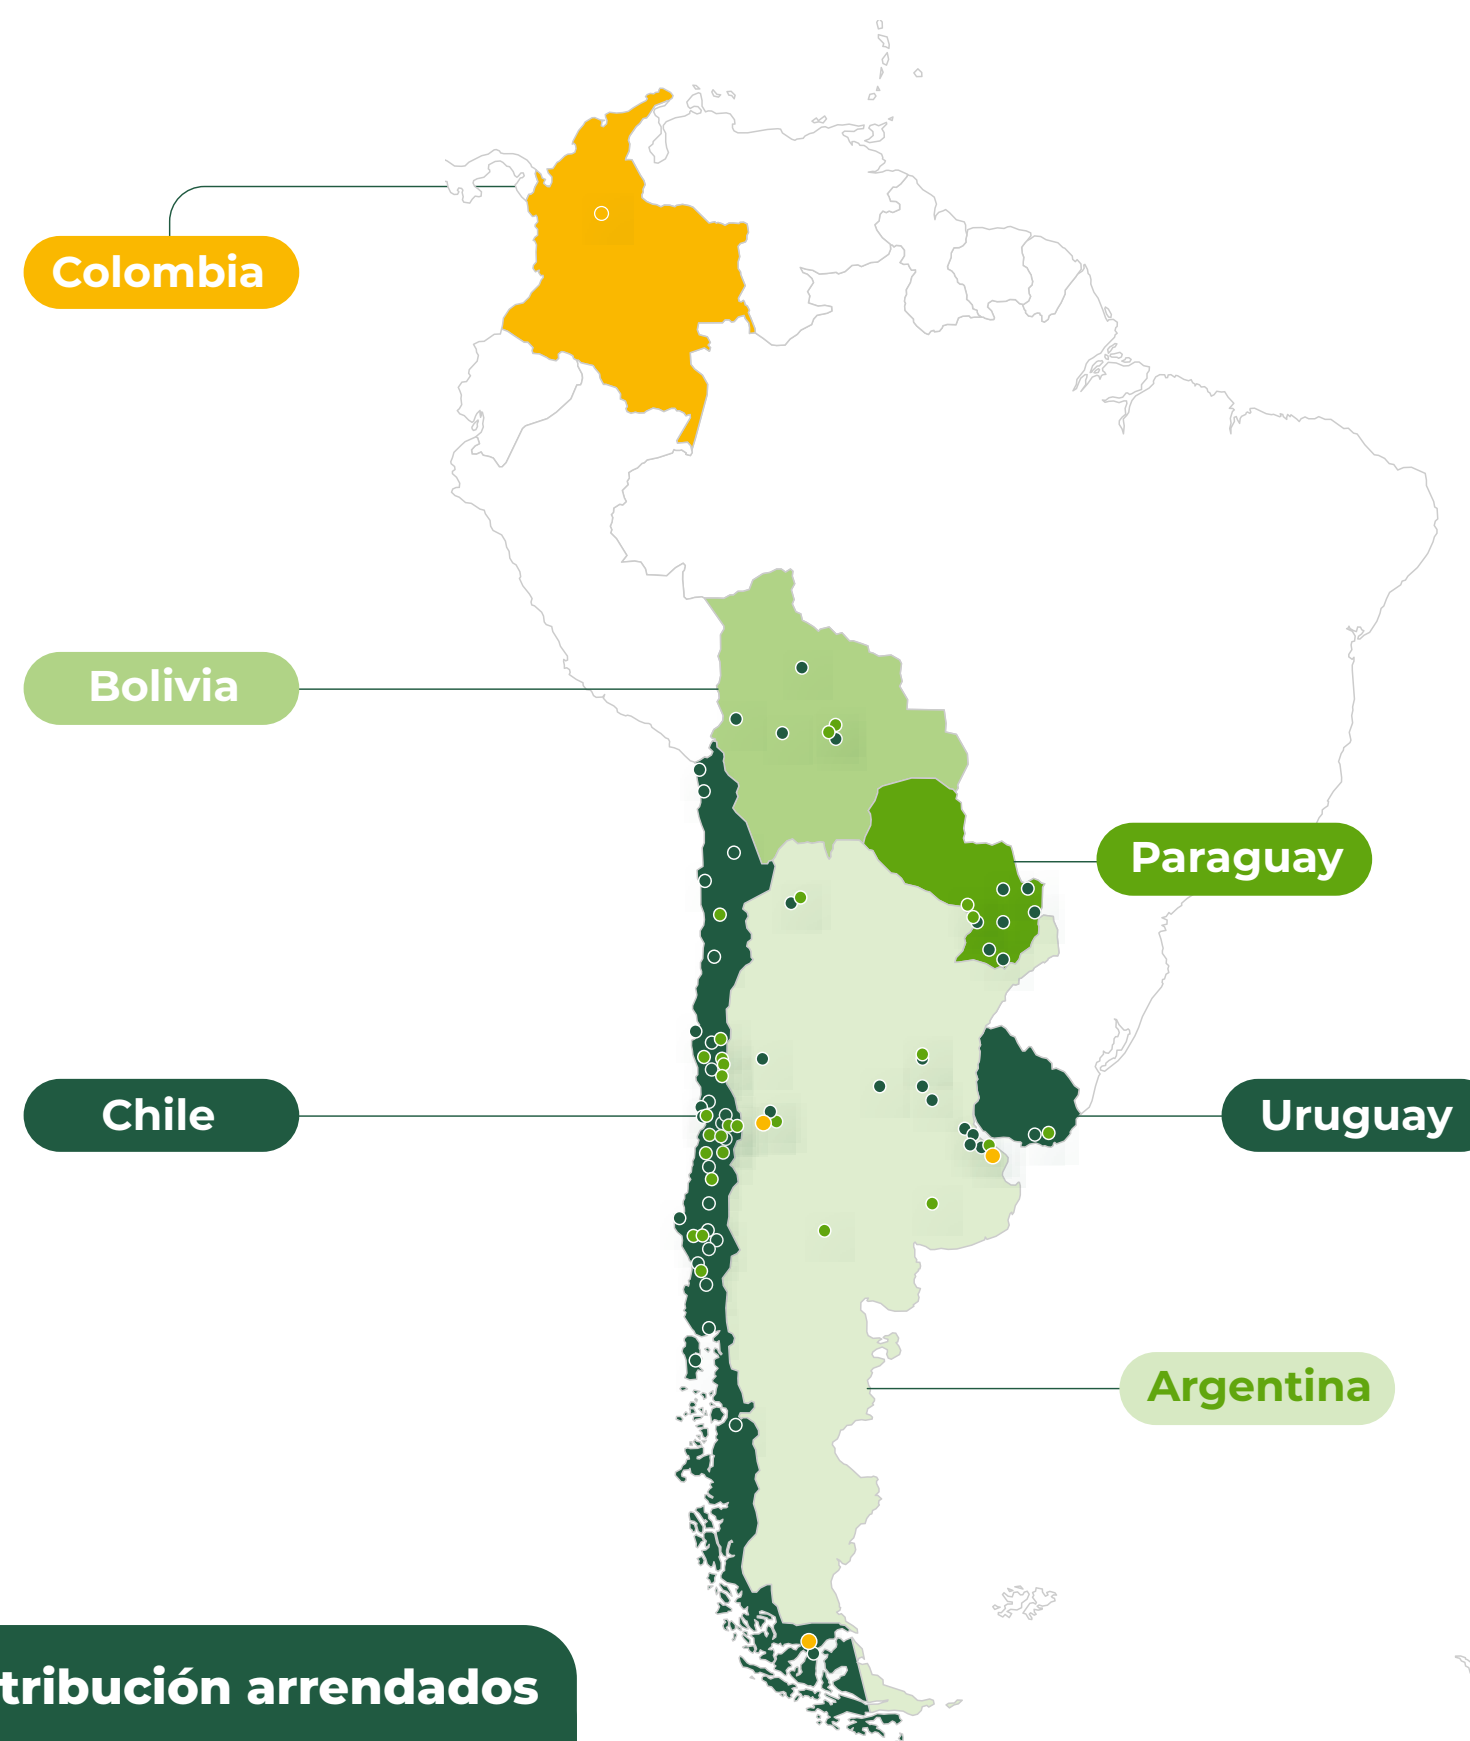 Colombia
Bolivia
Paraguay
Chile
Uruguay
Argentina
tribución arrendados